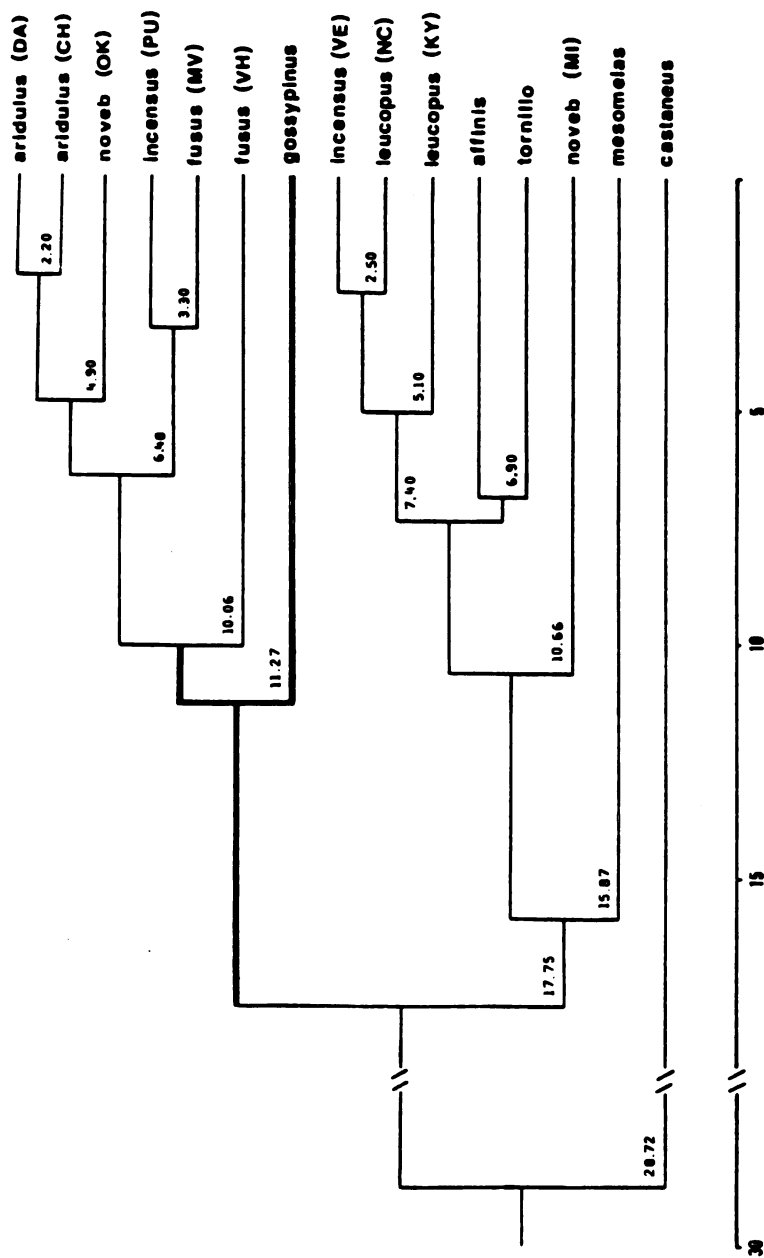 aridulus (DA)
aridulus (CH)
noveb (OK)
incensus (PU)
fusus (MV)
fusus (VH)
gossypinus
incensus (VE)
leucopus (NC)
leucopus (KY)
affinis
tornillo
noveb (MI)
mesomelas
castaneus
2.20
4.90
3.30
6.40
10.06
11.27
2.50
5.10
7.40
6.90
10.66
15.87
17.75
28.72
5
10
15
30